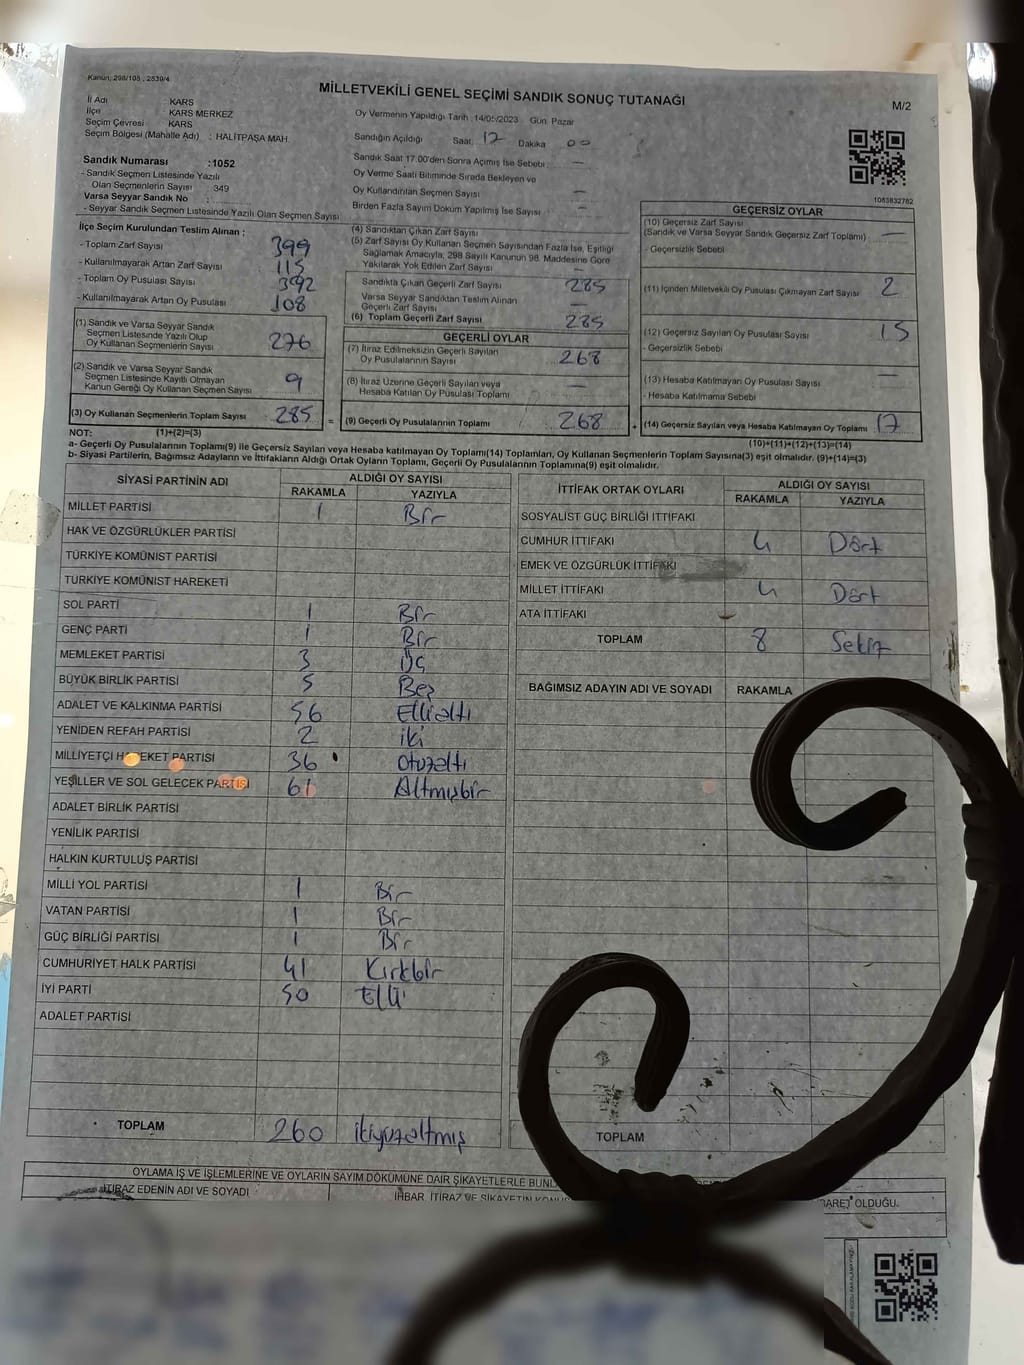 Kanun; 298/105 , 2839/4
MİLLETVEKİLİ GENEL SEÇİMİ SANDIK SONUÇ TUTANAĞI
M/2
İl Adı : KARS
İlçe : KARS MERKEZ
Seçim Çevresi : KARS
Seçim Bölgesi (Mahalle Adı) : HALİTPAŞA MAH.
Oy Vermenin Yapıldığı Tarih : 14/05/2023 Gün Pazar
Sandığın Açıldığı Saat 17 Dakika 00
Sandık Numarası :1052
- Sandık Seçmen Listesinde Yazılı
Olan Seçmenlerin Sayısı : 349
Varsa Seyyar Sandık No :
- Seyyar Sandık Seçmen Listesinde Yazılı Olan Seçmen Sayısı
Sandık Saat 17:00'den Sonra Açılmış İse Sebebi : —
Oy Verme Saati Bitiminde Sırada Bekleyen ve
Oy Kullandırılan Seçmen Sayısı —
Birden Fazla Sayım Döküm Yapılmış İse Sayısı —
1083832762
İlçe Seçim Kurulundan Teslim Alınan :
- Toplam Zarf Sayısı 399
- Kullanılmayarak Artan Zarf Sayısı 115
- Toplam Oy Pusulası Sayısı 392
- Kullanılmayarak Artan Oy Pusulası 108
(1) Sandık ve Varsa Seyyar Sandık
Seçmen Listesinde Yazılı Olup
Oy Kullanan Seçmenlerin Sayısı 276
(2) Sandık ve Varsa Seyyar Sandık
Seçmen Listesinde Kayıtlı Olmayan
Kanun Gereği Oy Kullanan Seçmen Sayısı 9
(3) Oy Kullanan Seçmenlerin Toplam Sayısı 285 =
(4) Sandıktan Çıkan Zarf Sayısı
(5) Zarf Sayısı Oy Kullanan Seçmen Sayısından Fazla İse, Eşitliği
Sağlamak Amacıyla, 298 Sayılı Kanunun 98. Maddesine Göre
Yakılarak Yok Edilen Zarf Sayısı —
Sandıkta Çıkan Geçerli Zarf Sayısı 285
Varsa Seyyar Sandıktan Teslim Alınan
Geçerli Zarf Sayısı —
(6) Toplam Geçerli Zarf Sayısı 285
GEÇERLİ OYLAR
(7) İtiraz Edilmeksizin Geçerli Sayılan
Oy Pusulalarının Sayısı 268
(8) İtiraz Üzerine Geçerli Sayılan veya
Hesaba Katılan Oy Pusulası Toplamı —
(9) Geçerli Oy Pusulalarının Toplamı 268 +
GEÇERSİZ OYLAR
(10) Geçersiz Zarf Sayısı
(Sandık ve Varsa Seyyar Sandık Geçersiz Zarf Toplamı) : —
- Geçersizlik Sebebi
(11) İçinden Milletvekili Oy Pusulası Çıkmayan Zarf Sayısı 2
(12) Geçersiz Sayılan Oy Pusulası Sayısı 15
- Geçersizlik Sebebi
(13) Hesaba Katılmayan Oy Pusulası Sayısı —
- Hesaba Katılmama Sebebi
(14) Geçersiz Sayılan veya Hesaba Katılmayan Oy Toplamı 17
NOT: (1)+(2)=(3)
(10)+(11)+(12)+(13)=(14)
a- Geçerli Oy Pusulalarının Toplamı(9) ile Geçersiz Sayılan veya Hesaba katılmayan Oy Toplamı(14) Toplamları, Oy Kullanan Seçmenlerin Toplam Sayısına(3) eşit olmalıdır. (9)+(14)=(3)
b- Siyasi Partilerin, Bağımsız Adayların ve İttifakların Aldığı Ortak Oyların Toplamı, Geçerli Oy Pusulalarının Toplamına(9) eşit olmalıdır.
SİYASİ PARTİNİN ADI ALDIĞI OY SAYISI
RAKAMLA YAZIYLA
MİLLET PARTİSİ 1 Bir
HAK VE ÖZGÜRLÜKLER PARTİSİ
TÜRKİYE KOMÜNİST PARTİSİ
TÜRKİYE KOMÜNİST HAREKETİ
SOL PARTİ 1 Bir
GENÇ PARTİ 1 Bir
MEMLEKET PARTİSİ 3 Üç
BÜYÜK BİRLİK PARTİSİ 5 Beş
ADALET VE KALKINMA PARTİSİ 56 Ellialtı
YENİDEN REFAH PARTİSİ 2 iki
MİLLİYETÇİ HAREKET PARTİSİ 36 Otuzaltı
YEŞİLLER VE SOL GELECEK PARTİSİ 61 Altmışbir
ADALET BİRLİK PARTİSİ
YENİLİK PARTİSİ
HALKIN KURTULUŞ PARTİSİ
MİLLİ YOL PARTİSİ 1 Bir
VATAN PARTİSİ 1 Bir
GÜÇ BİRLİĞİ PARTİSİ 1 Bir
CUMHURİYET HALK PARTİSİ 41 Kırkbir
İYİ PARTİ 50 Elli
ADALET PARTİSİ
TOPLAM 260 ikiyüzaltmış
İTTİFAK ORTAK OYLARI ALDIĞI OY SAYISI
RAKAMLA YAZIYLA
SOSYALİST GÜÇ BİRLİĞİ İTTİFAKI
CUMHUR İTTİFAKI 4 Dört
EMEK VE ÖZGÜRLÜK İTTİFAKI
MİLLET İTTİFAKI 4 Dört
ATA İTTİFAKI
TOPLAM 8 Sekiz
BAĞIMSIZ ADAYIN ADI VE SOYADI RAKAMLA
TOPLAM
OYLAMA İŞ VE İŞLEMLERİNE VE OYLARIN SAYIM DÖKÜMÜNE DAİR ŞİKAYETLERLE
İTİRAZ EDENİN ADI VE SOYADI
İHBAR, İTİRAZ VE ŞİKAYETİN
OLDUĞU.